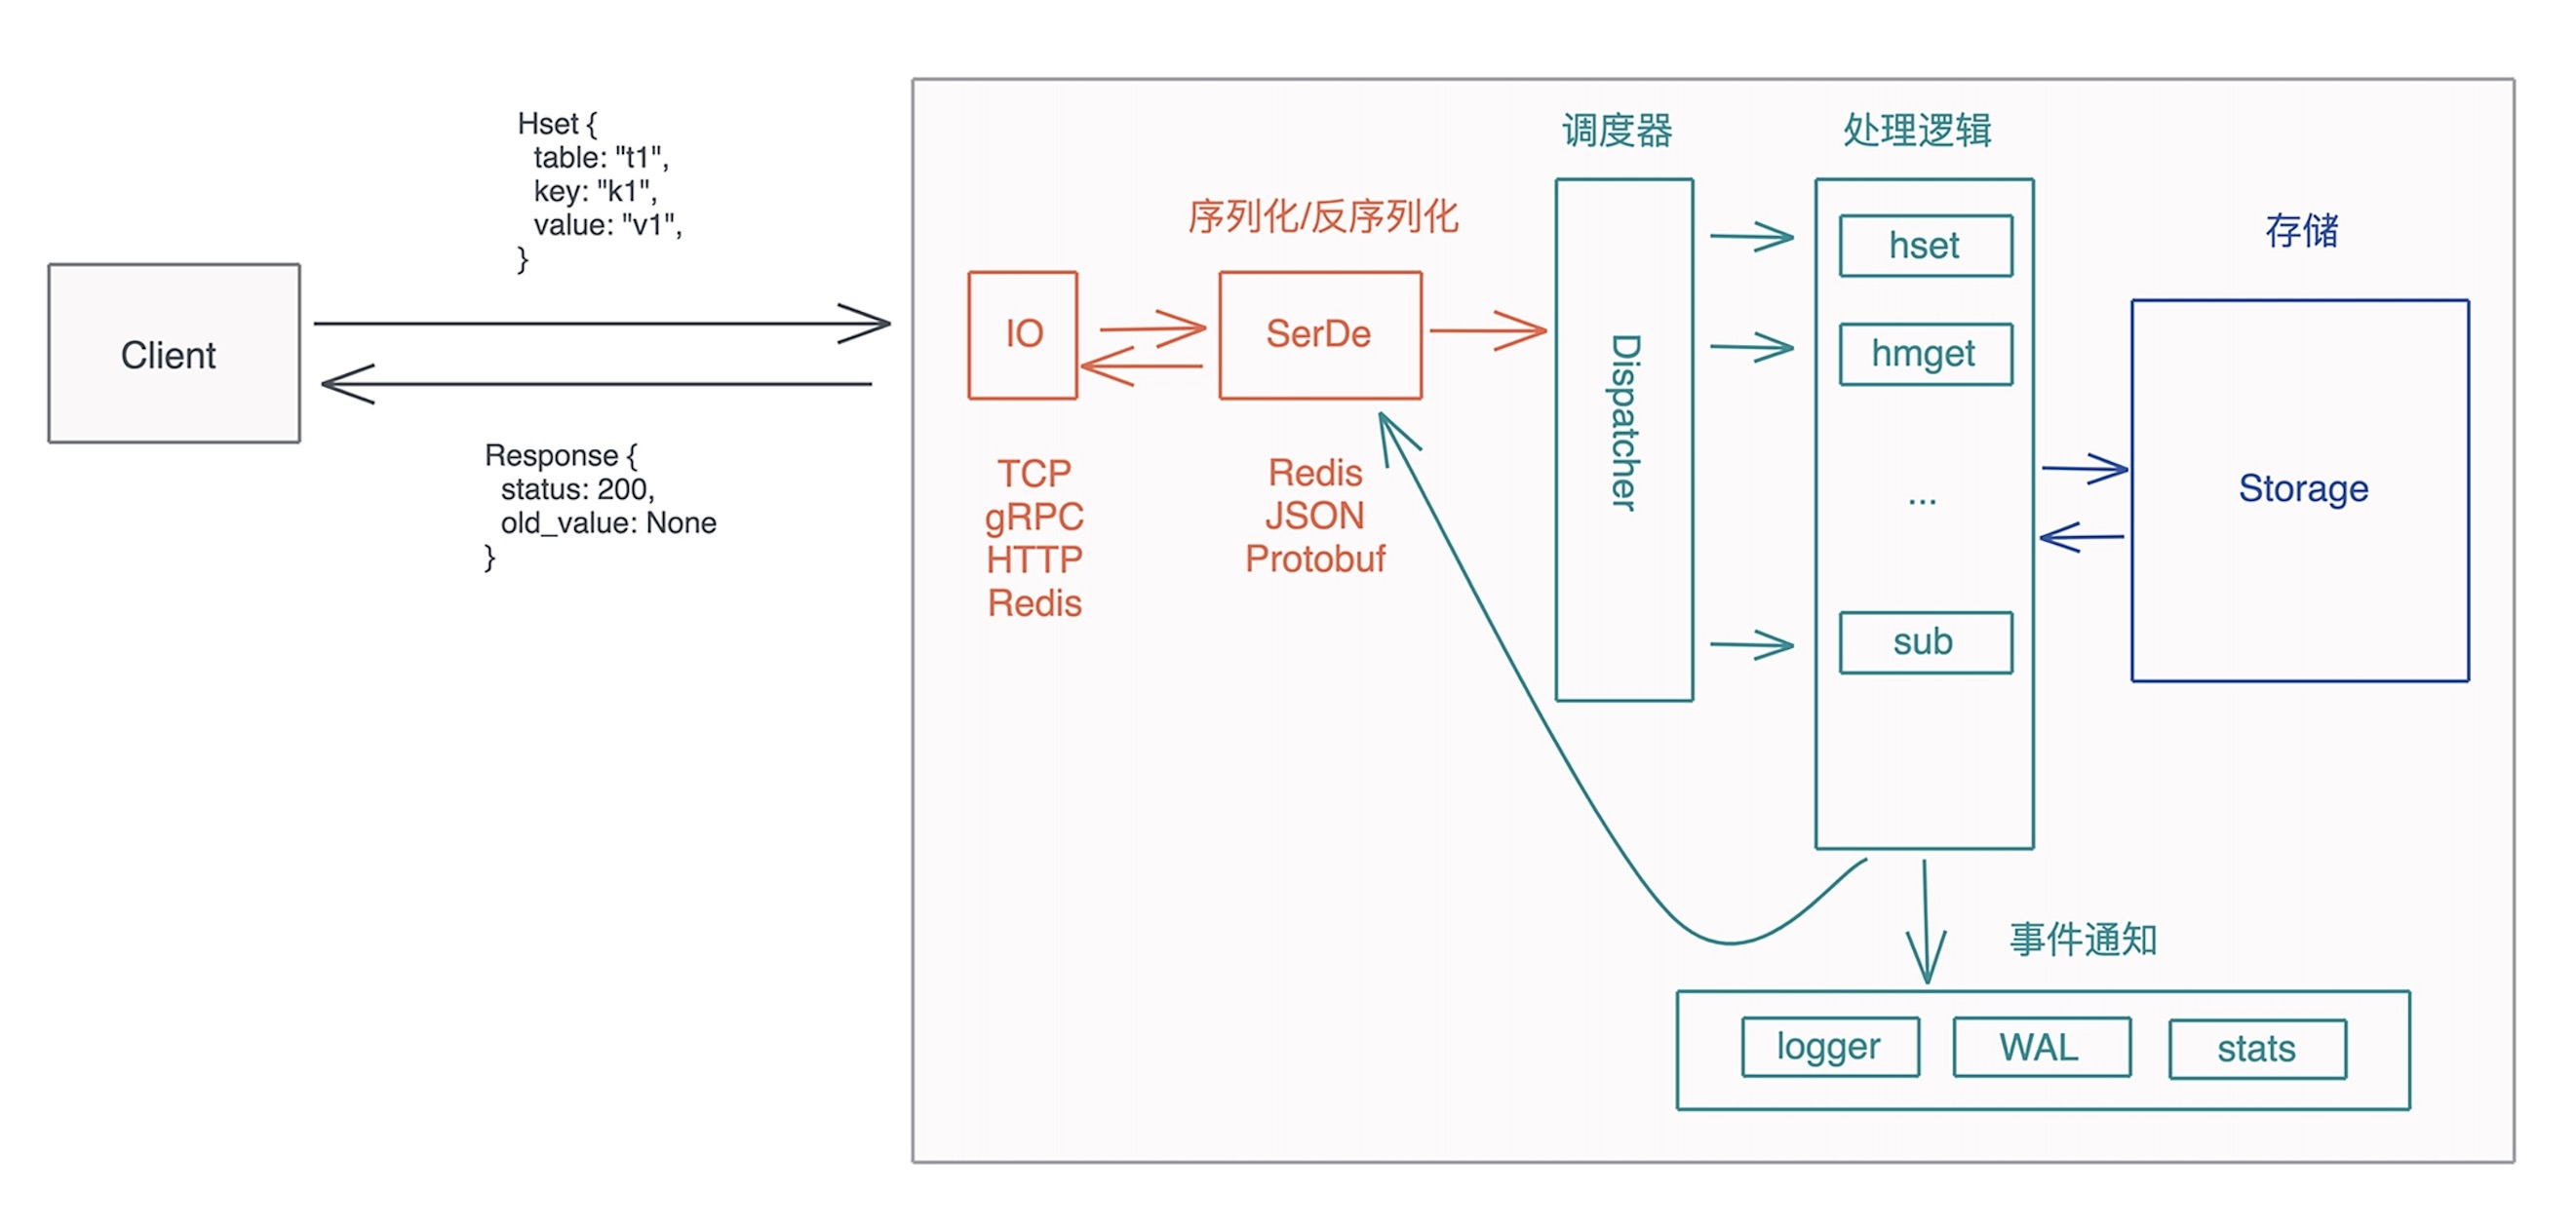 Client
Hset {
table: "t1",
key: "k1",
value: "v1",
}
Response {
status: 200,
old_value: None
}
IO
TCP
gRPC
HTTP
Redis
序列化/反序列化
SerDe
Redis
JSON
Protobuf
调度器
Dispatcher
处理逻辑
hset
hmget
...
sub
存储
Storage
事件通知
logger
WAL
stats